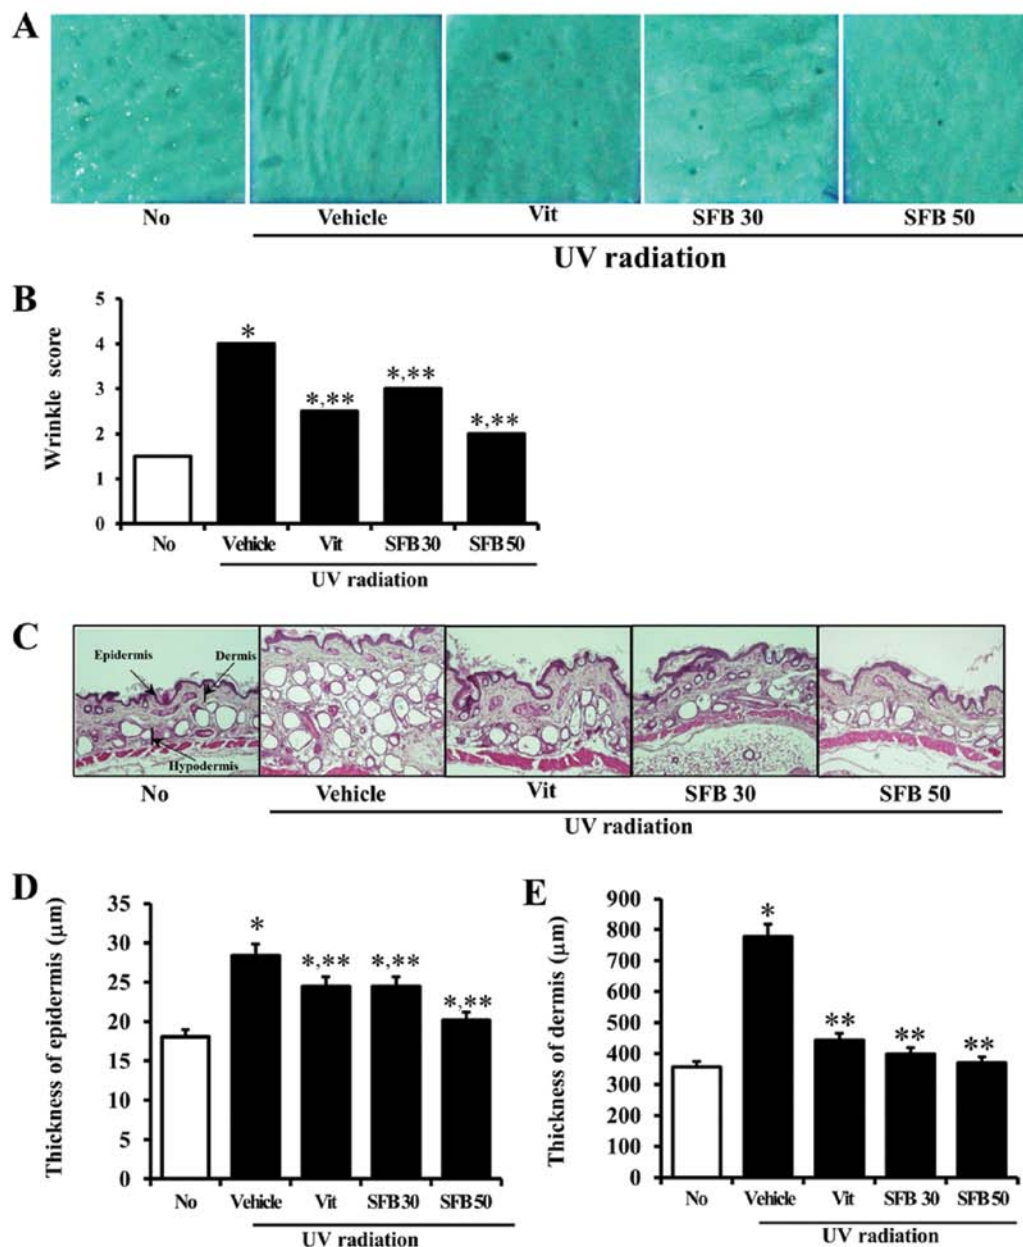 A
No Vehicle Vit SFB 30 SFB 50
UV radiation
B
Wrinkle score
5
4
3
2
1
0
*
*,**
*,**
*,**
No Vehicle Vit SFB 30 SFB 50
UV radiation
C
Epidermis Dermis
Hypodermis
No Vehicle Vit SFB 30 SFB 50
UV radiation
D
Thickness of epidermis (μm)
35
30
25
20
15
10
5
0
*
*,** *,**
*,**
No Vehicle Vit SFB 30 SFB 50
UV radiation
E
Thickness of dermis (μm)
900
800
700
600
500
400
300
200
100
0
*
**
**
**
No Vehicle Vit SFB 30 SFB 50
UV radiation